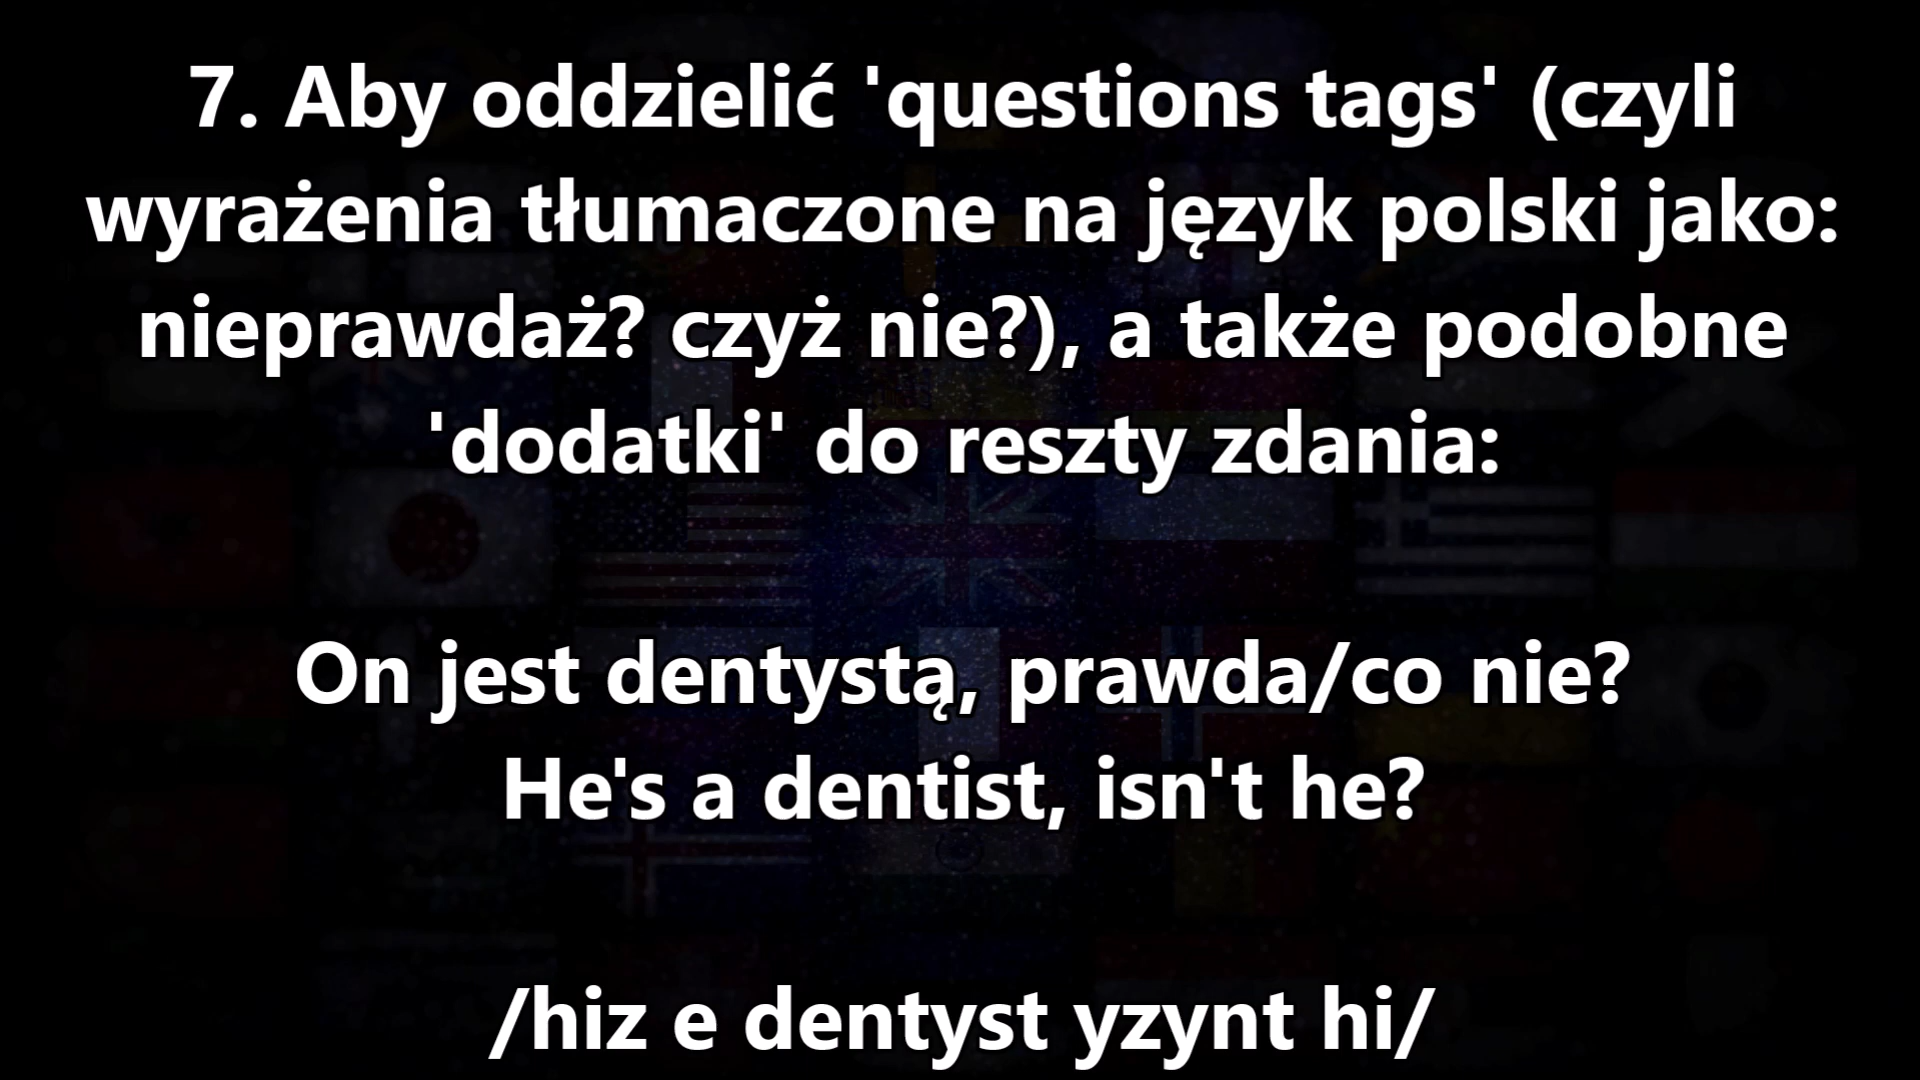 7. Aby oddzielić 'questions tags' (czyli
wyrażenia tłumaczone na język polski jako:
nieprawdaż? czyż nie?), a także podobne
'dodatki' do reszty zdania:
On jest dentystą, prawda/co nie?
He's a dentist, isn't he?
/hiz e dentyst yzynt hi/